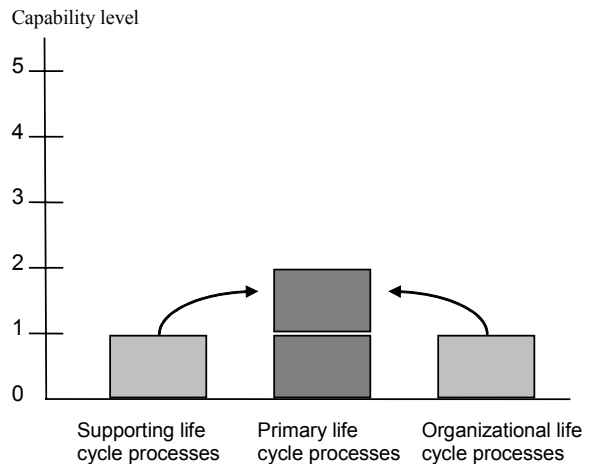 Capability level
5
4
3
2
1
0
Supporting life
cycle processes
Primary life
cycle processes
Organizational life
cycle processes